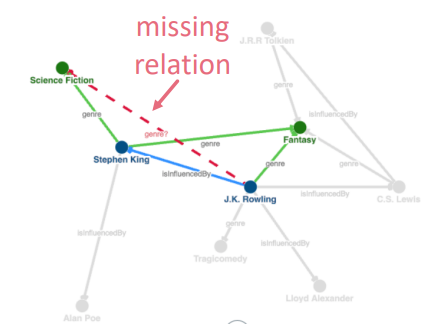 missing
relation
J.R.R Tolkien
Science Fiction
genre
isInfluencedBy
genre
genre?
Fantasy
Stephen King
genre
genre
genre
isInfluencedBy
J.K. Rowling
isInfluencedBy
C.S. Lewis
genre
isInfluencedBy
isInfluencedBy
Tragicomedy
Lloyd Alexander
Alan Poe